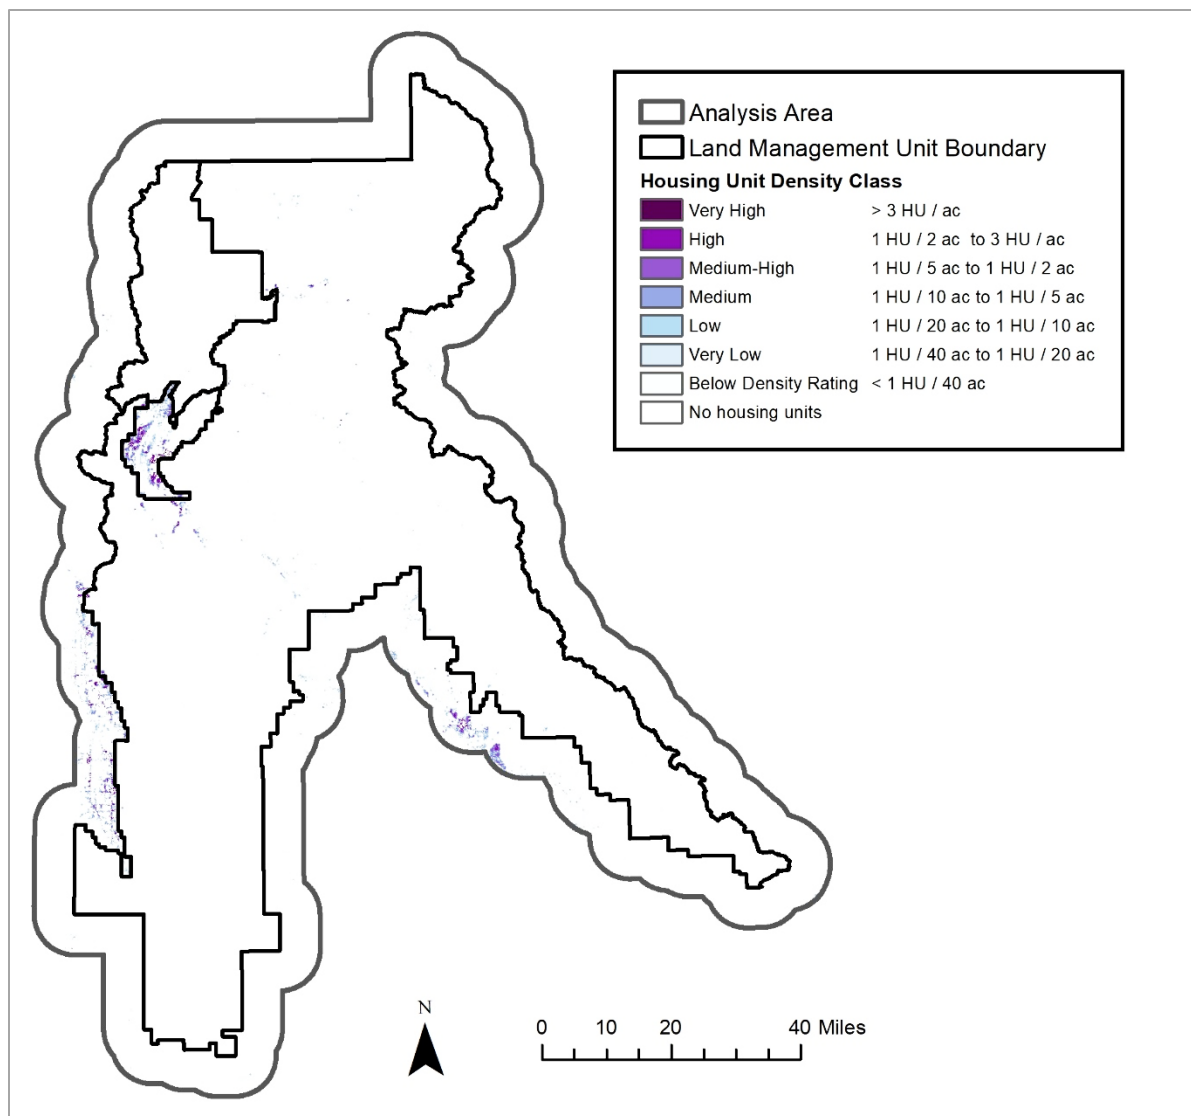 Analysis Area
Land Management Unit Boundary
Housing Unit Density Class
Very High > 3 HU / ac
High 1 HU / 2 ac to 3 HU / ac
Medium-High 1 HU / 5 ac to 1 HU / 2 ac
Medium 1 HU / 10 ac to 1 HU / 5 ac
Low 1 HU / 20 ac to 1 HU / 10 ac
Very Low 1 HU / 40 ac to 1 HU / 20 ac
Below Density Rating < 1 HU / 40 ac
No housing units
N
0 10 20 40 Miles